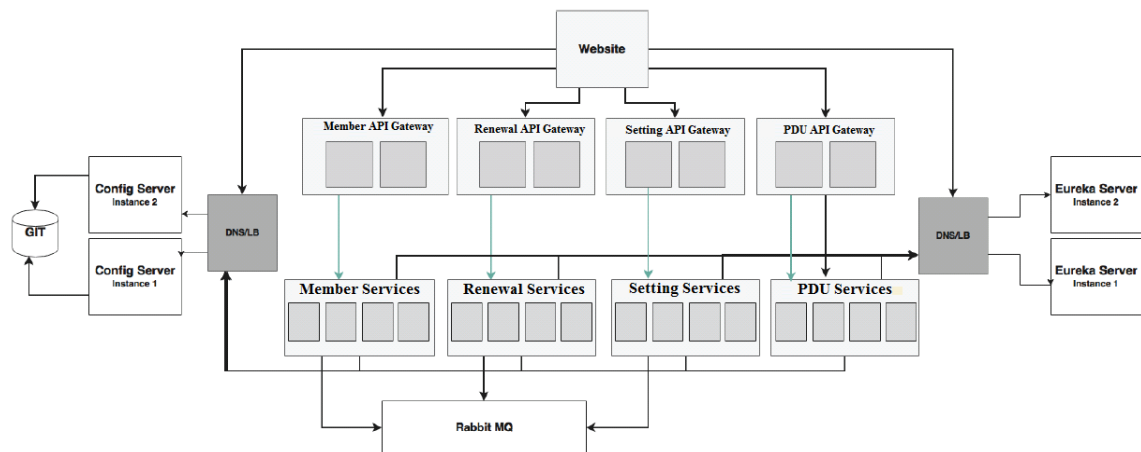 Website
Member API Gateway
Renewal API Gateway
Setting API Gateway
PDU API Gateway
Config Server
Instance 2
GIT
Config Server
Instance 1
DNS/LB
DNS/LB
Eureka Server
Instance 2
Eureka Server
Instance 1
Member Services
Renewal Services
Setting Services
PDU Services
Rabbit MQ